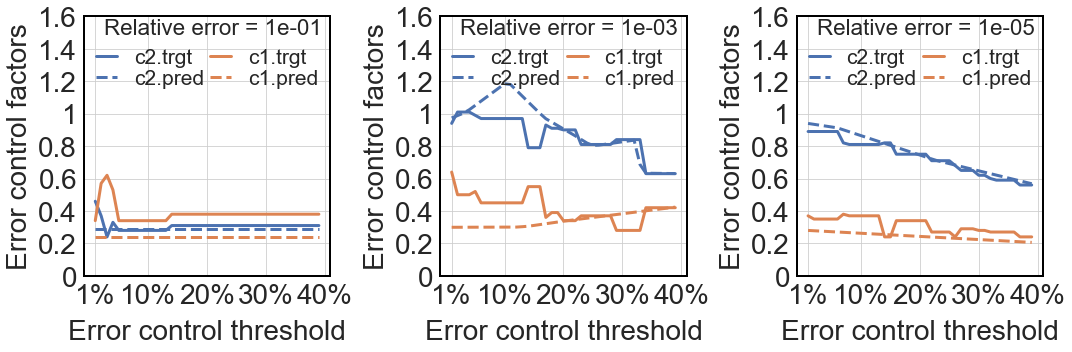 Relative error = 1e-01
c2.trgt c1.trgt
c2.pred c1.pred
Error control factors
1.6
1.4
1.2
1
0.8
0.6
0.4
0.2
0
1% 10% 20% 30% 40%
Error control threshold
Relative error = 1e-03
c2.trgt c1.trgt
c2.pred c1.pred
Error control factors
1.6
1.4
1.2
1
0.8
0.6
0.4
0.2
0
1% 10% 20% 30% 40%
Error control threshold
Relative error = 1e-05
c2.trgt c1.trgt
c2.pred c1.pred
Error control factors
1.6
1.4
1.2
1
0.8
0.6
0.4
0.2
0
1% 10% 20% 30% 40%
Error control threshold